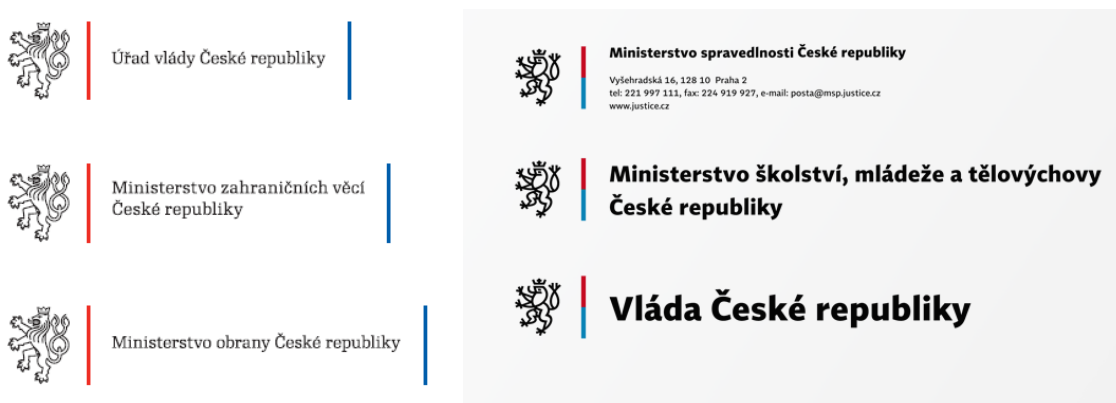 Úřad vlády České republiky
Ministerstvo zahraničních věcí
České republiky
Ministerstvo obrany České republiky
Ministerstvo spravedlnosti České republiky
Vyšehradská 16, 128 10 Praha 2
tel: 221 997 111, fax: 224 919 927, e-mail: posta@msp.justice.cz
www.justice.cz
Ministerstvo školství, mládeže a tělovýchovy
České republiky
Vláda České republiky